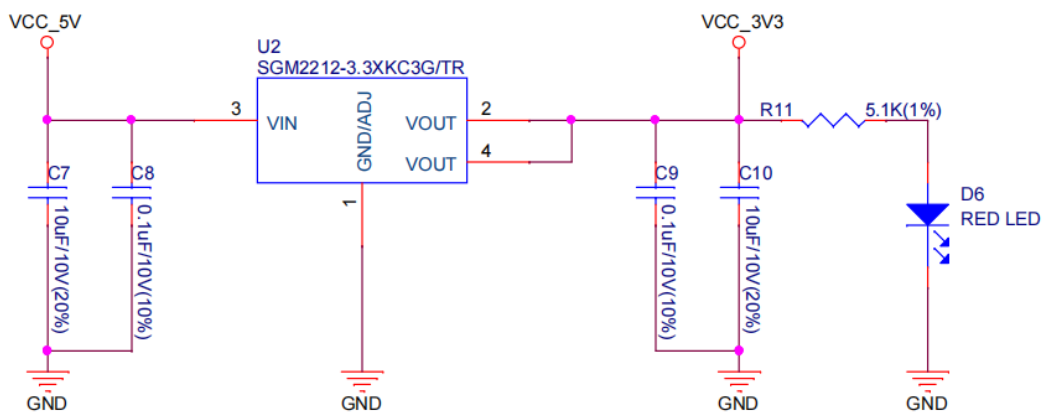 VCC_5V
VCC_3V3
U2
SGM2212-3.3XKC3G/TR
3
VIN
GND/ADJ
VOUT
2
VOUT
4
1
R11
5.1K(1%)
C7
10uF/10V(20%)
C8
0.1uF/10V(10%)
C9
0.1uF/10V(10%)
C10
10uF/10V(20%)
D6
RED LED
GND
GND
GND
GND